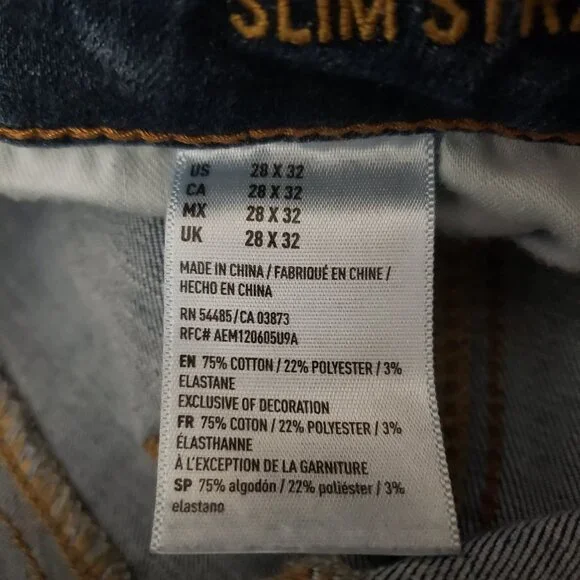 SLIM STRA
US 28 X 32
CA 28 X 32
MX 28 X 32
UK 28 X 32
MADE IN CHINA / FABRIQUÉ EN CHINE /
HECHO EN CHINA
RN 54485 / CA 03873
RFC# AEM120605U9A
EN 75% COTTON / 22% POLYESTER / 3%
ELASTANE
EXCLUSIVE OF DECORATION
FR 75% COTON / 22% POLYESTER / 3%
ÉLASTHANNE
À L'EXCEPTION DE LA GARNITURE
SP 75% algodón / 22% poliéster / 3%
elastano